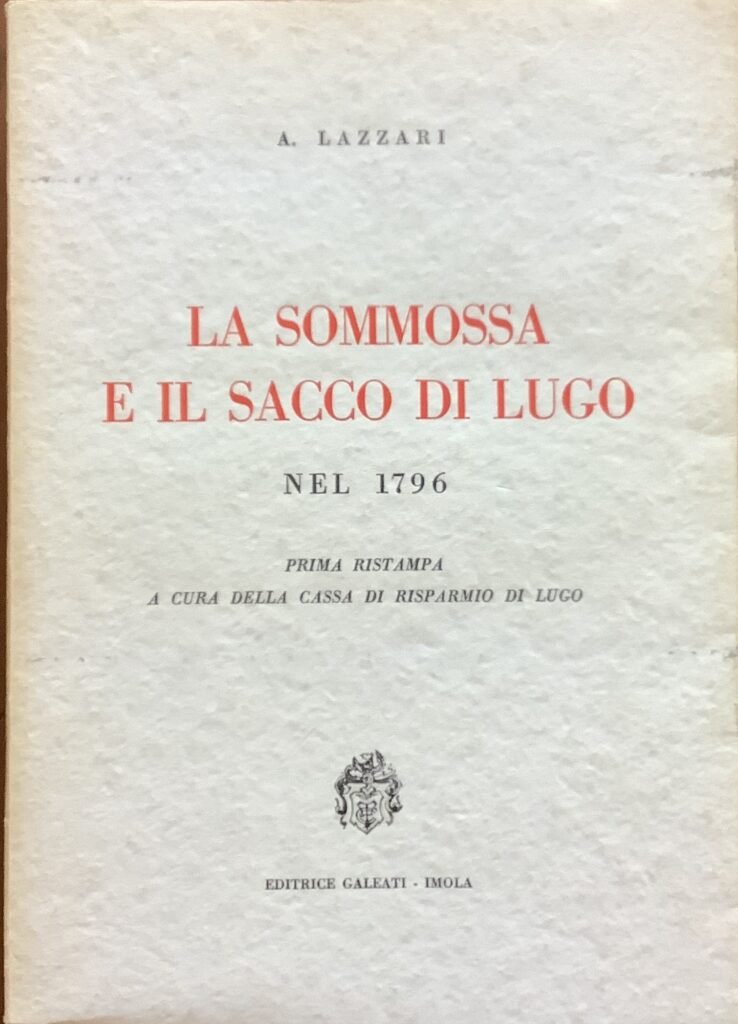 A. LAZZARI
LA SOMMOSSA
E IL SACCO DI LUGO
NEL 1796
PRIMA RISTAMPA
A CURA DELLA CASSA DI RISPARMIO DI LUGO
EDITRICE GALEATI - IMOLA